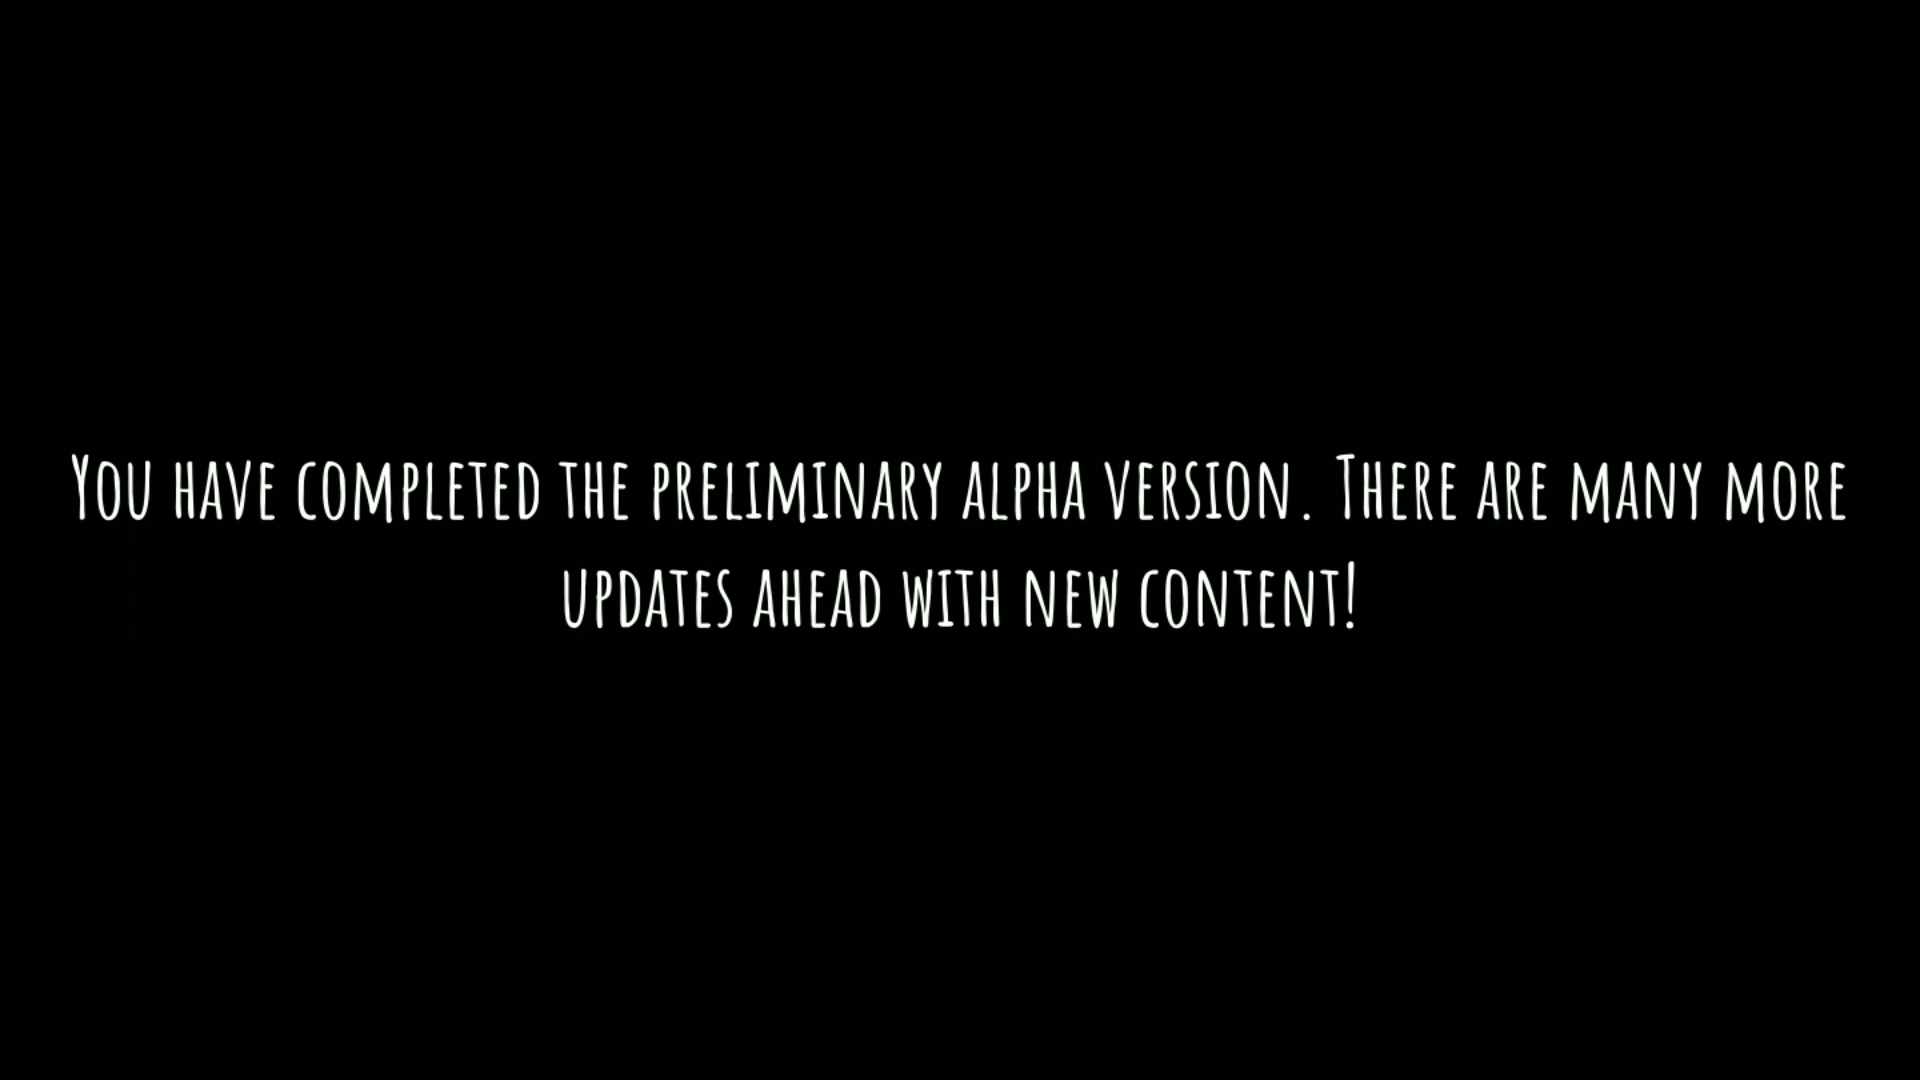 You have completed the preliminary alpha version. There are many more
updates ahead with new content!